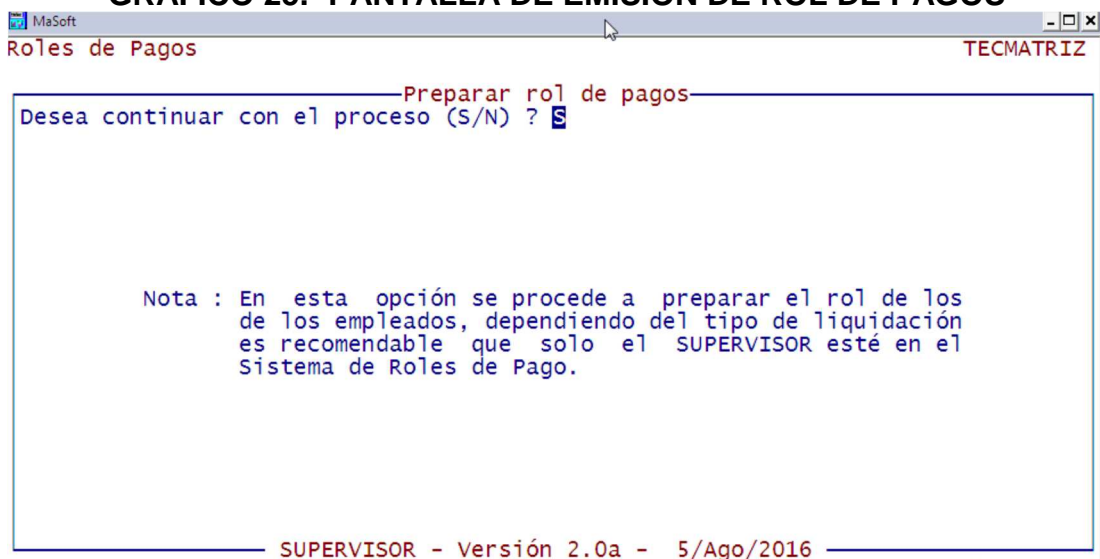 MaSoft
Roles de Pagos TECMATRIZ
Preparar rol de pagos
Desea continuar con el proceso (S/N) ? S
Nota : En esta opción se procede a preparar el rol de los
de los empleados, dependiendo del tipo de liquidación
es recomendable que solo el SUPERVISOR esté en el
Sistema de Roles de Pago.
SUPERVISOR - Versión 2.0a - 5/Ago/2016